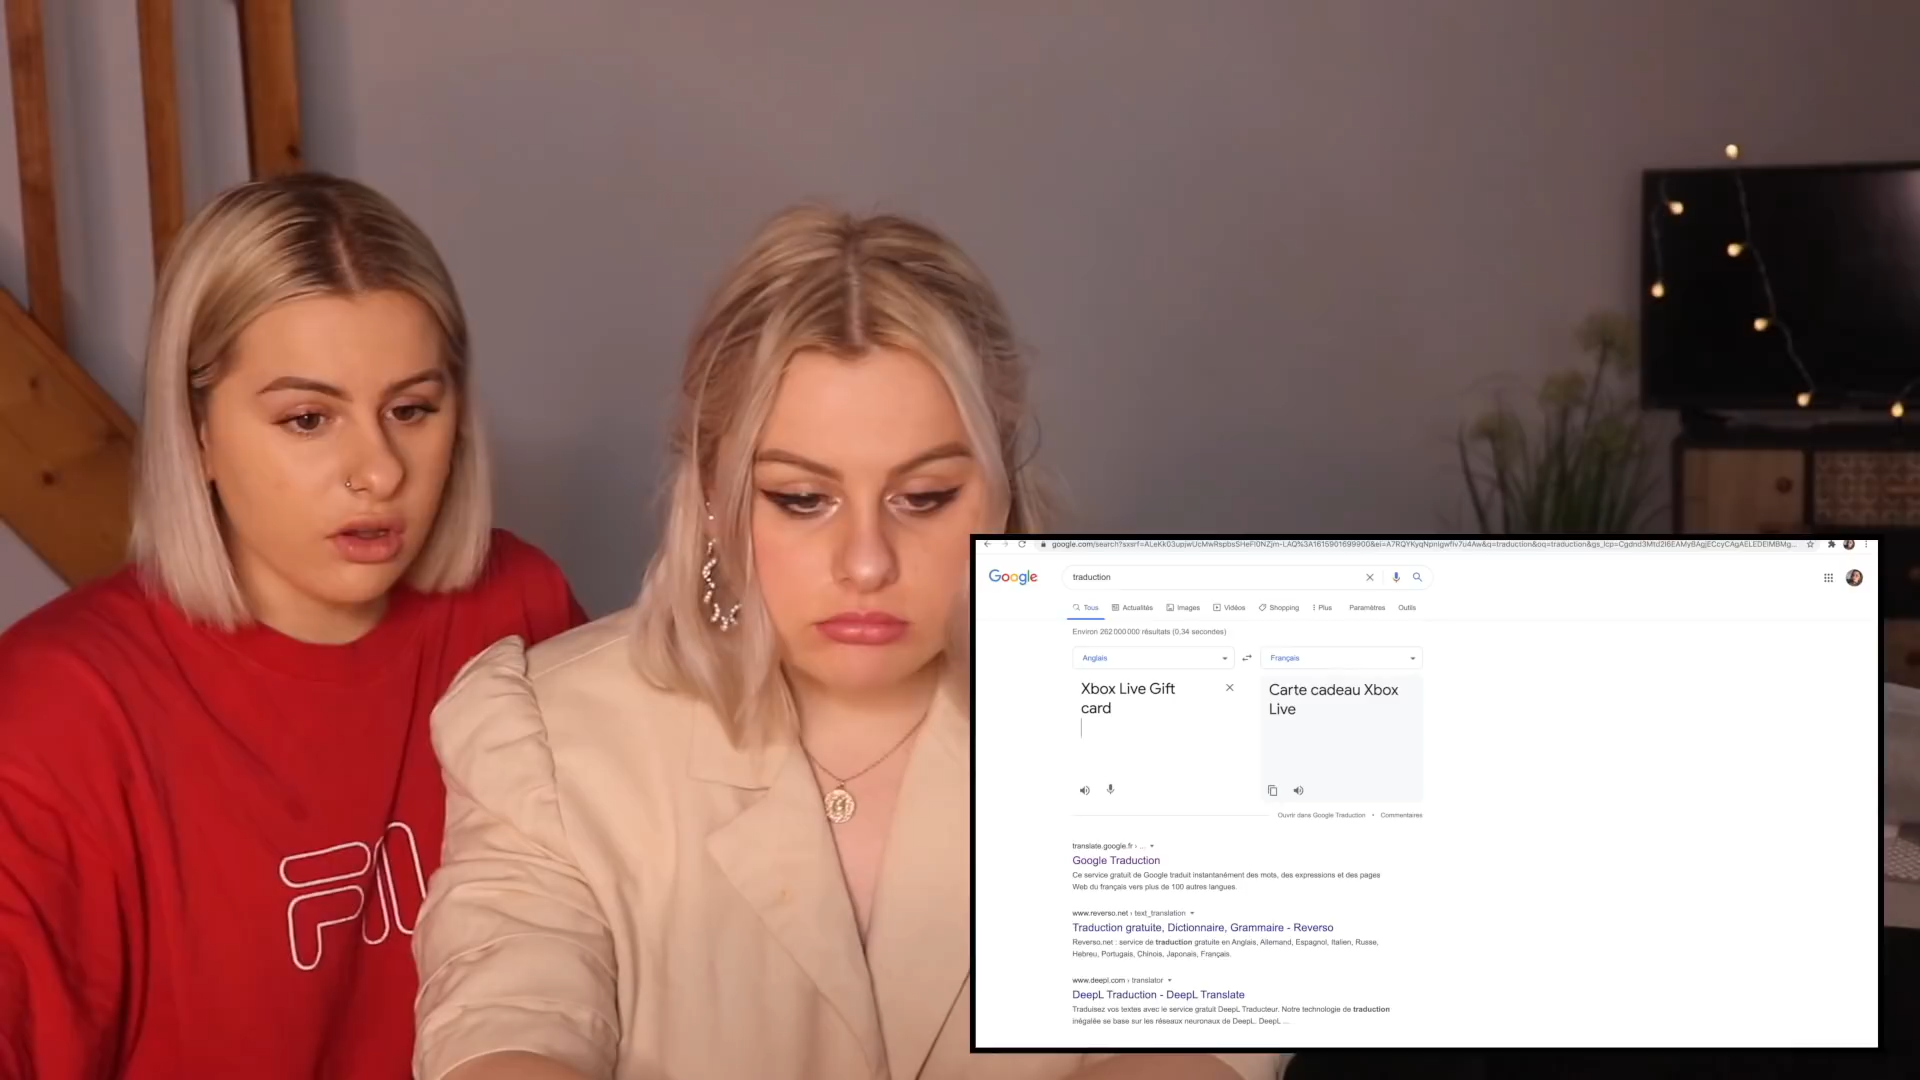 FILA
traduction
Google
Tous Actualités Images Vidéos Shopping Plus Paramètres Outils
Environ 262 000 000 résultats (0,34 secondes)
Anglais Français
Xbox Live Gift
card
Carte cadeau Xbox
Live
Ouvrir dans Google Traduction • Commentaires
translate.google.fr › ...
Google Traduction
Ce service gratuit de Google traduit instantanément des mots, des expressions et des pages
Web du français vers plus de 100 autres langues.
www.reverso.net › text_translation
Traduction gratuite, Dictionnaire, Grammaire - Reverso
Reverso.net : service de traduction gratuite en Anglais, Allemand, Espagnol, Italien, Russe,
Hebreu, Portugais, Chinois, Japonais, Français.
www.deepl.com › translator
DeepL Traduction - DeepL Translate
Traduisez vos textes avec le service gratuit DeepL Traducteur. Notre technologie de traduction
inégalée se base sur les réseaux neuronaux de DeepL. DeepL ...